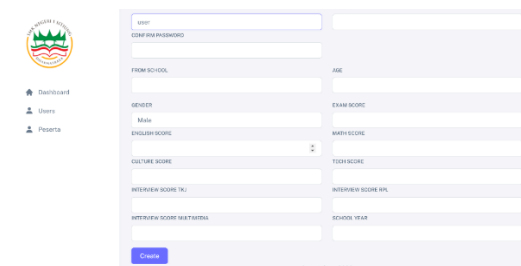 user
CONFIRM PASSWORD
FROM SCHOOL
AGE
Dashboard
Users
Peserta
GENDER
EXAM SCORE
Male
ENGLISH SCORE
MATH SCORE
CULTURE SCORE
TECH SCORE
INTERVIEW SCORE TKJ
INTERVIEW SCORE RPL
INTERVIEW SCORE MULTIMEDIA
SCHOOL YEAR
Create